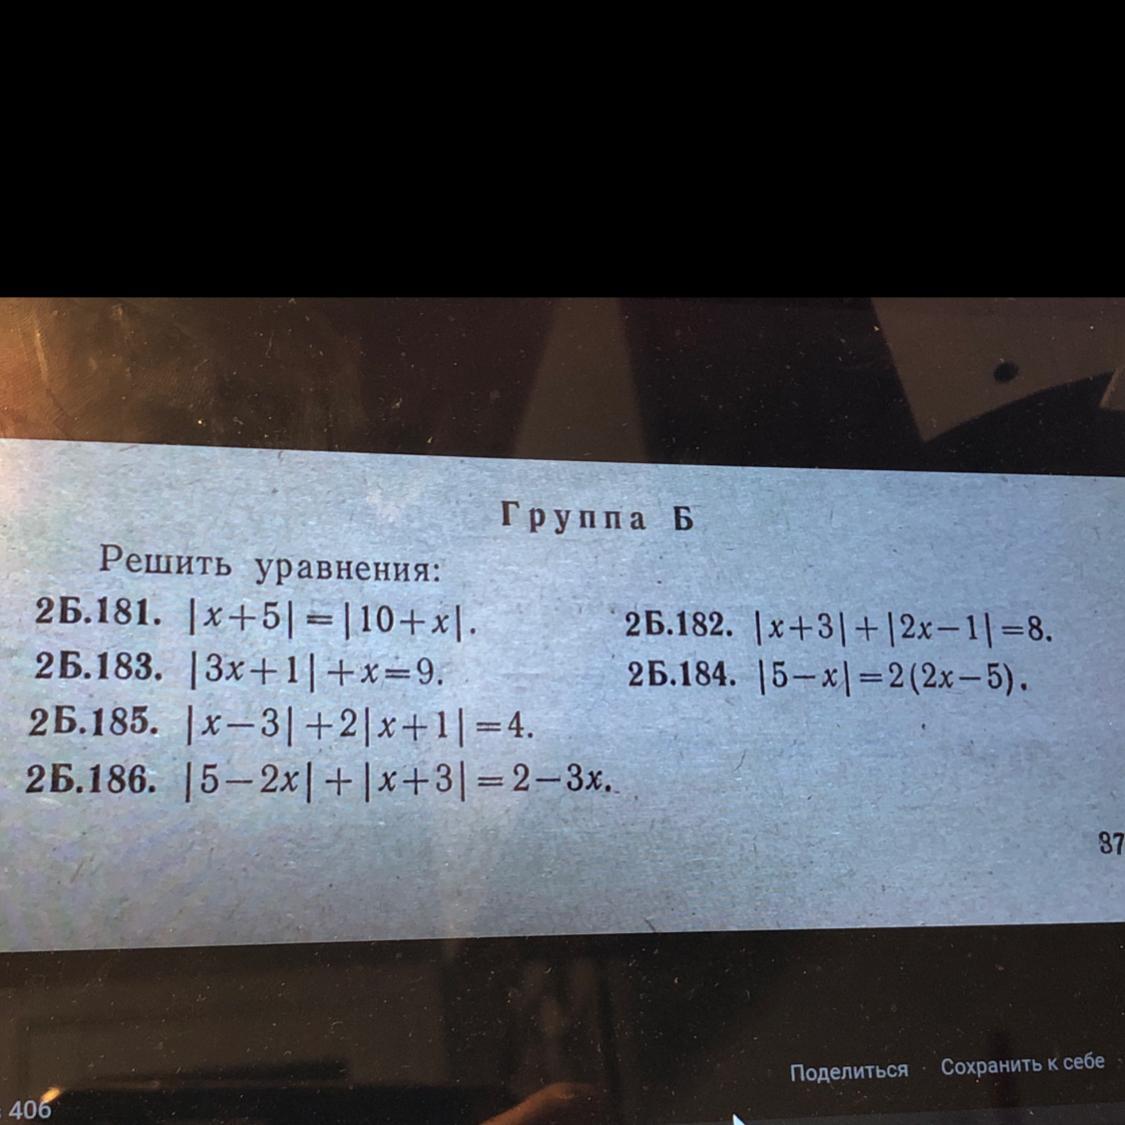 Группа Б
Решить уравнения:
2Б.181. |x+5|=|10+x|. 2Б.182. |x+3|+|2x−1|=8.
2Б.183. |3x+1|+x=9. 2Б.184. |5−x|=2(2x−5).
2Б.185. |x−3|+2|x+1|=4.
2Б.186. |5−2x|+|x+3|=2−3x.
37
Поделиться · Сохранить к себе
406